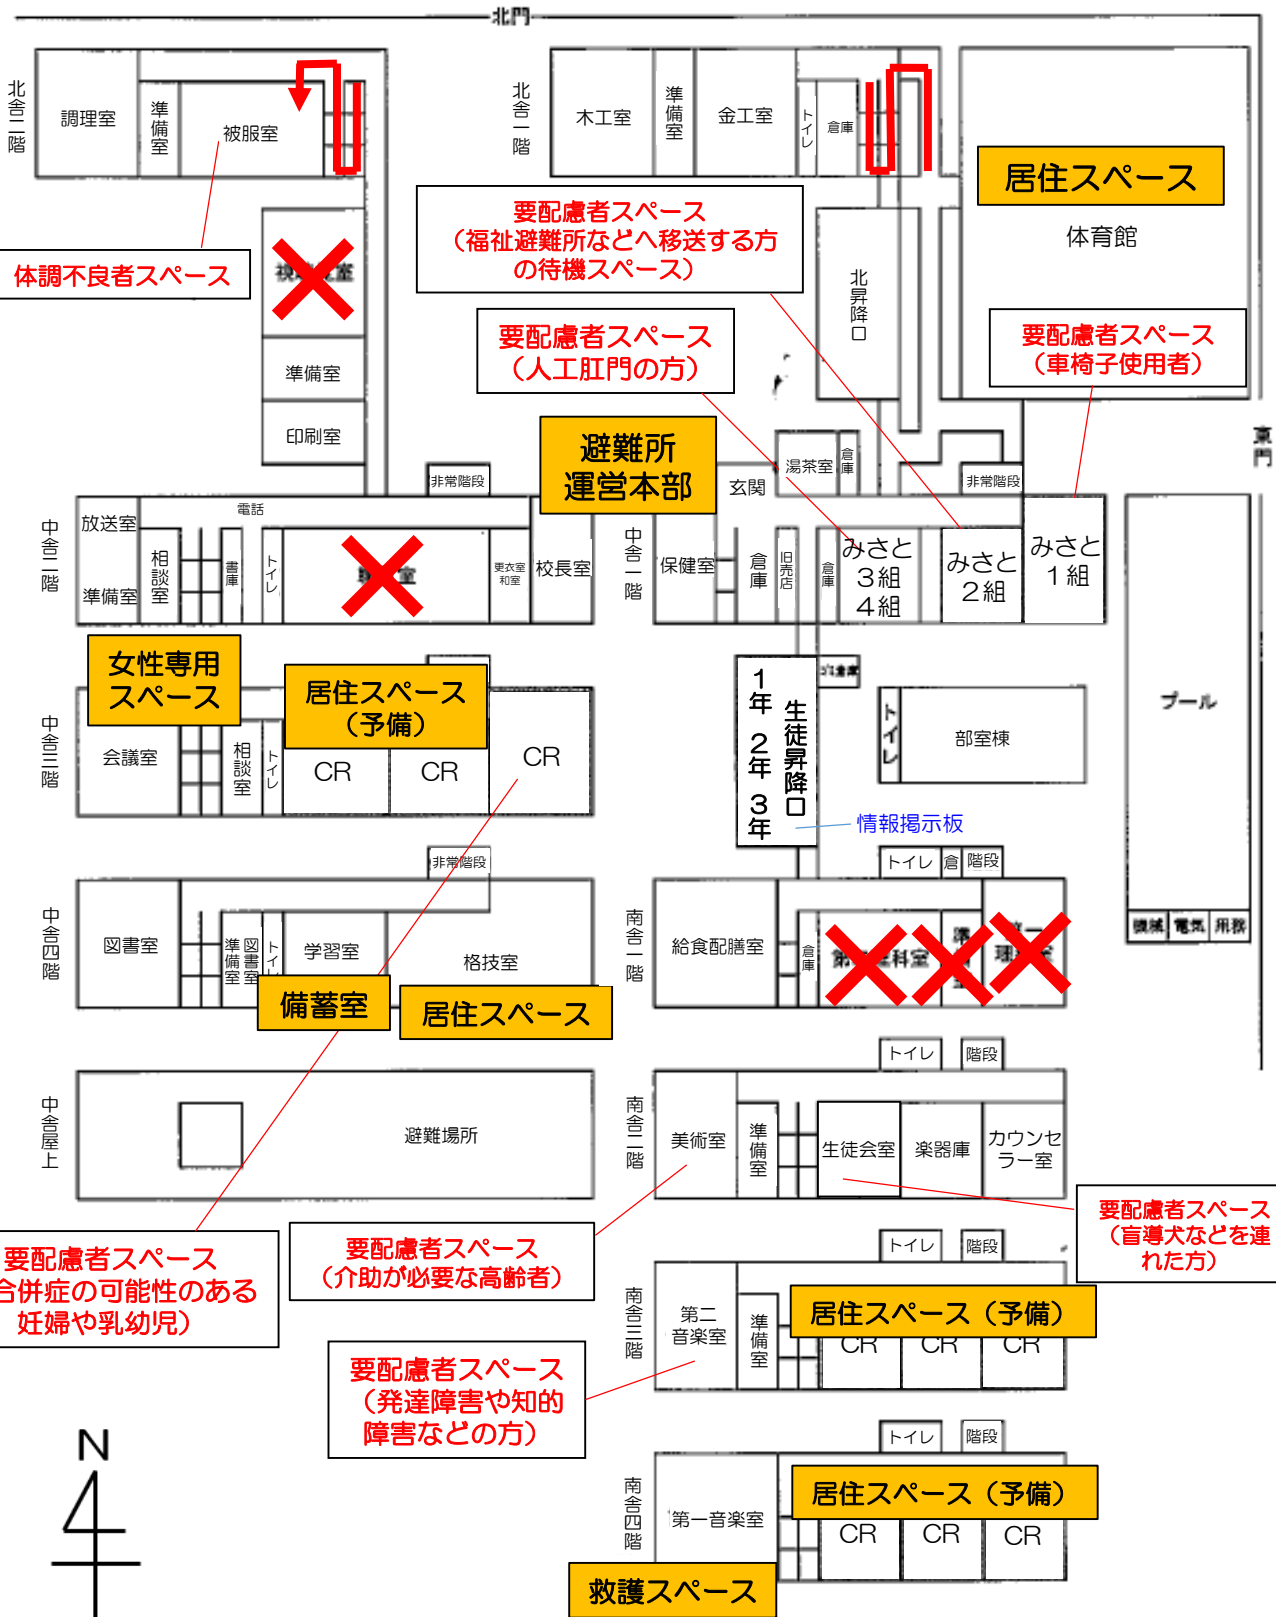 北門
北舎二階
調理室
準備室
被服室
北舎一階
木工室
準備室
金工室
トイレ
倉庫
居住スペース
体育館
体調不良者スペース
要配慮者スペース
（福祉避難所などへ移送する方
の待機スペース）
北昇降口
要配慮者スペース
（人工肛門の方）
要配慮者スペース
（車椅子使用者）
準備室
印刷室
東門
避難所
運営本部
非常階段
玄関
湯茶室
倉庫
非常階段
中舎二階
放送室
準備室
電話
相談室
書庫
トイレ
更衣室
和室
校長室
中舎一階
保健室
倉庫
旧売店
倉庫
みさと
３組
４組
みさと
２組
みさと
１組
女性専用
スペース
居住スペース
（予備）
中舎三階
会議室
相談室
トイレ
CR
CR
CR
１年 ２年 ３年
生徒昇降口
トイレ
部室棟
プール
情報掲示板
非常階段
トイレ
倉
階段
中舎四階
図書室
図書室
準備室
トイレ
学習室
格技室
南舎一階
給食配膳室
倉庫
機械
電気
用務
備蓄室
居住スペース
トイレ
階段
中舎屋上
避難場所
南舎二階
美術室
準備室
生徒会室
楽器庫
カウンセ
ラー室
要配慮者スペース
合併症の可能性のある
妊婦や乳幼児）
要配慮者スペース
（介助が必要な高齢者）
要配慮者スペース
（盲導犬などを連
れた方）
トイレ
階段
南舎三階
第二
音楽室
準備室
居住スペース（予備）
CR
CR
CR
要配慮者スペース
（発達障害や知的
障害などの方）
トイレ
階段
N
南舎四階
第一音楽室
居住スペース（予備）
CR
CR
CR
救護スペース